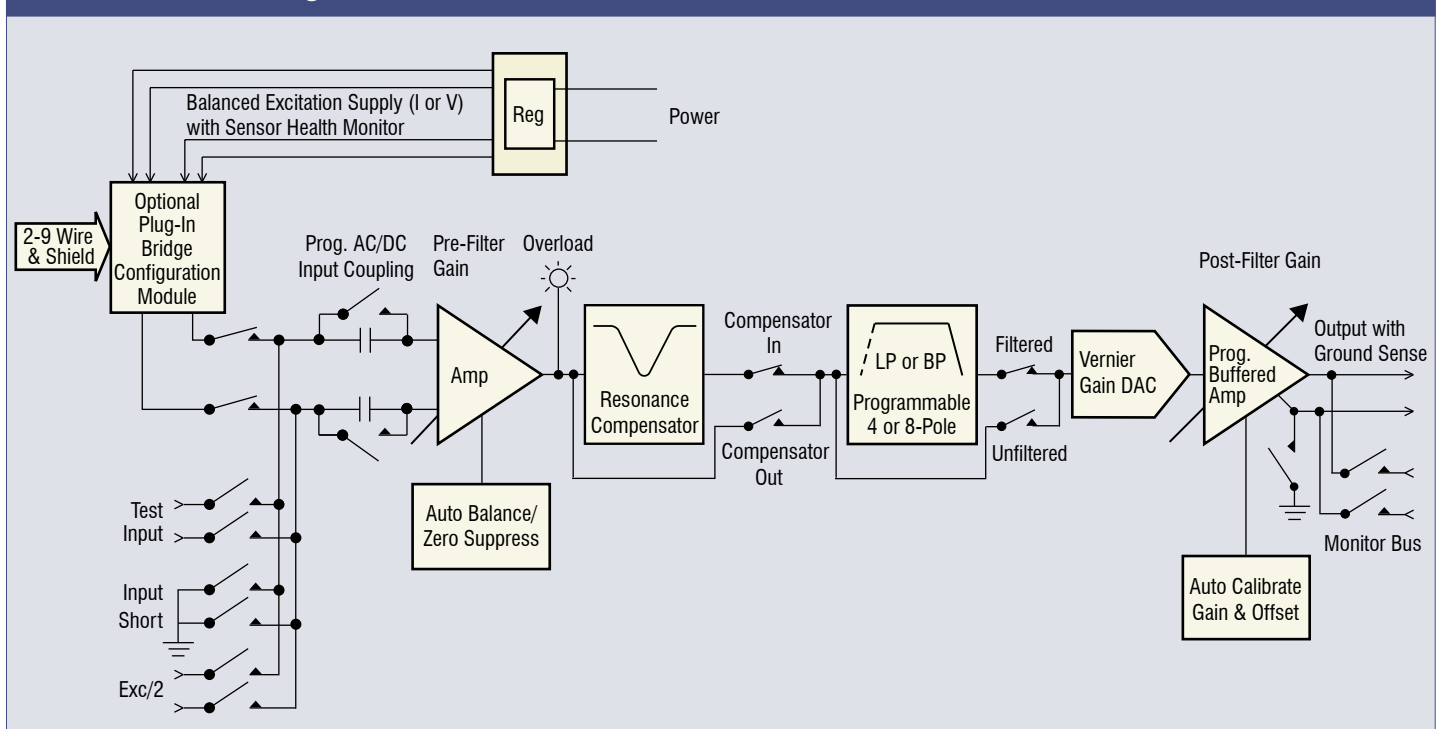 Balanced Excitation Supply (I or V)
with Sensor Health Monitor
Reg
Power
Optional
Plug-In
Bridge
Configuration
Module
2-9 Wire
& Shield
Prog. AC/DC
Input Coupling
Pre-Filter
Gain
Overload
Amp
Auto Balance/
Zero Suppress
Resonance
Compensator
Compensator
In
Compensator
Out
LP or BP
Programmable
4 or 8-Pole
Filtered
Unfiltered
Vernier
Gain DAC
Post-Filter Gain
Prog.
Buffered
Amp
Output with
Ground Sense
Monitor Bus
Auto Calibrate
Gain & Offset
Test
Input
Input
Short
Exc/2